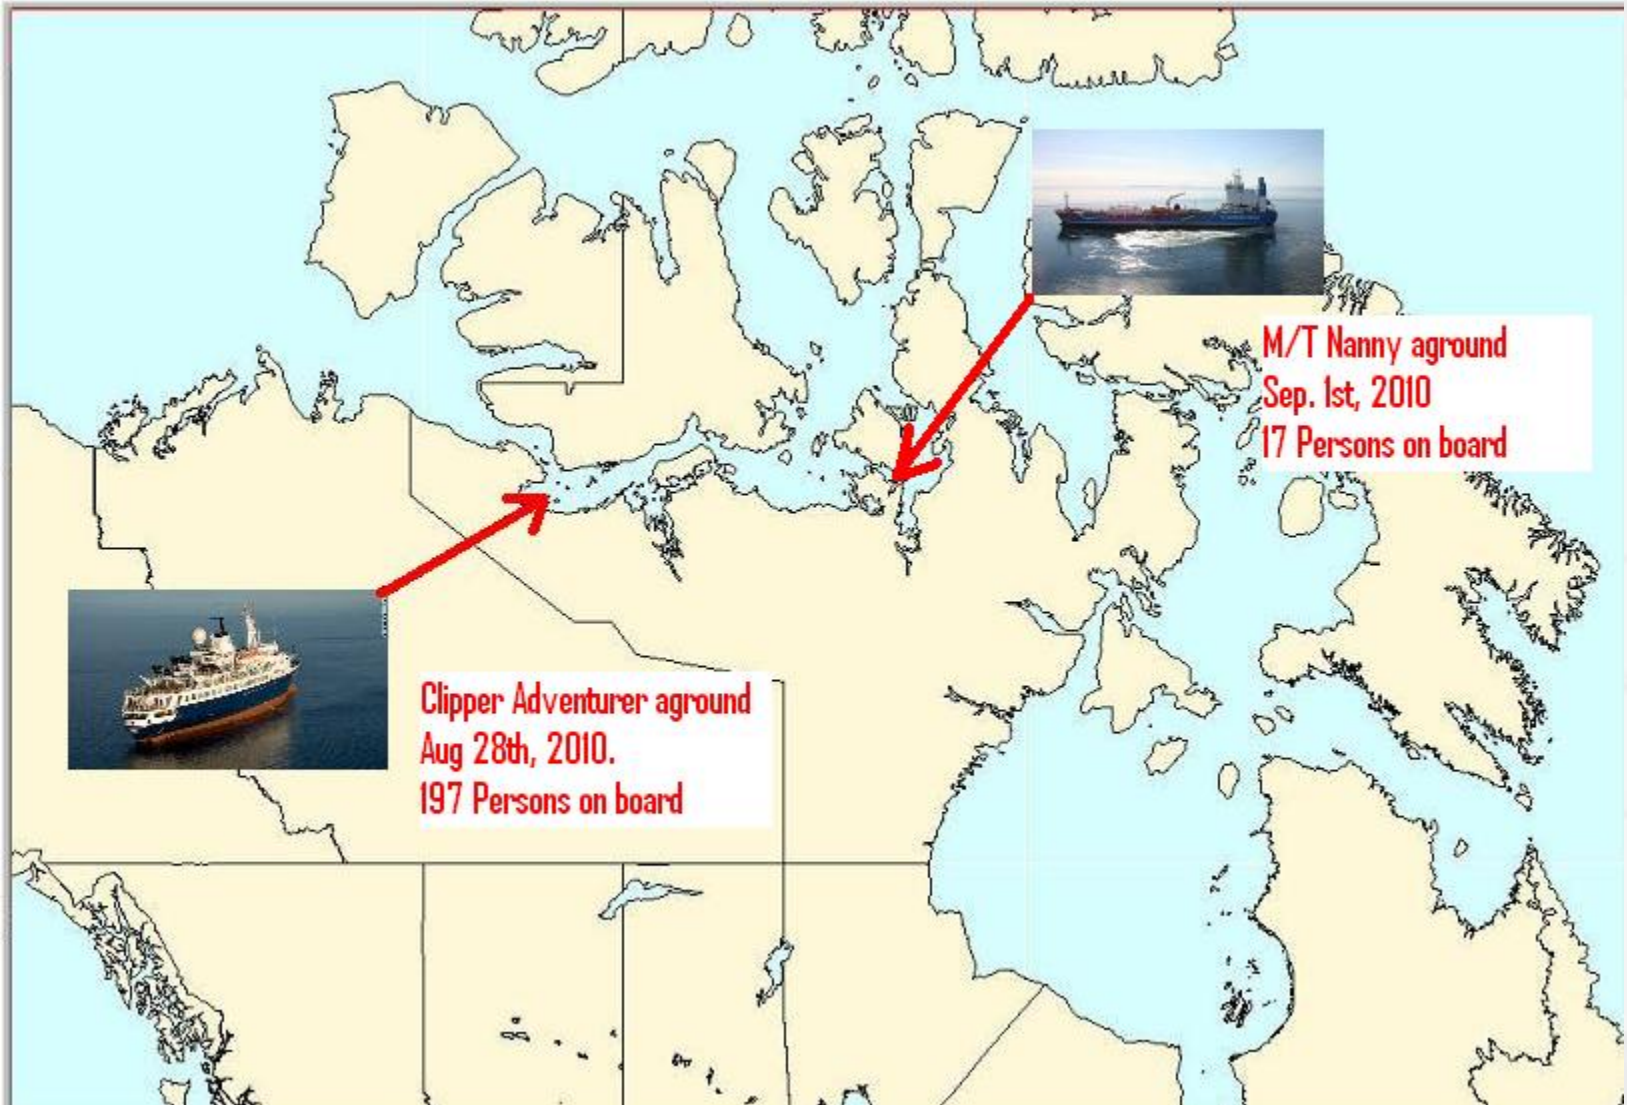 M/T Nanny aground
Sep. 1st, 2010
17 Persons on board
Clipper Adventurer aground
Aug 28th, 2010.
197 Persons on board